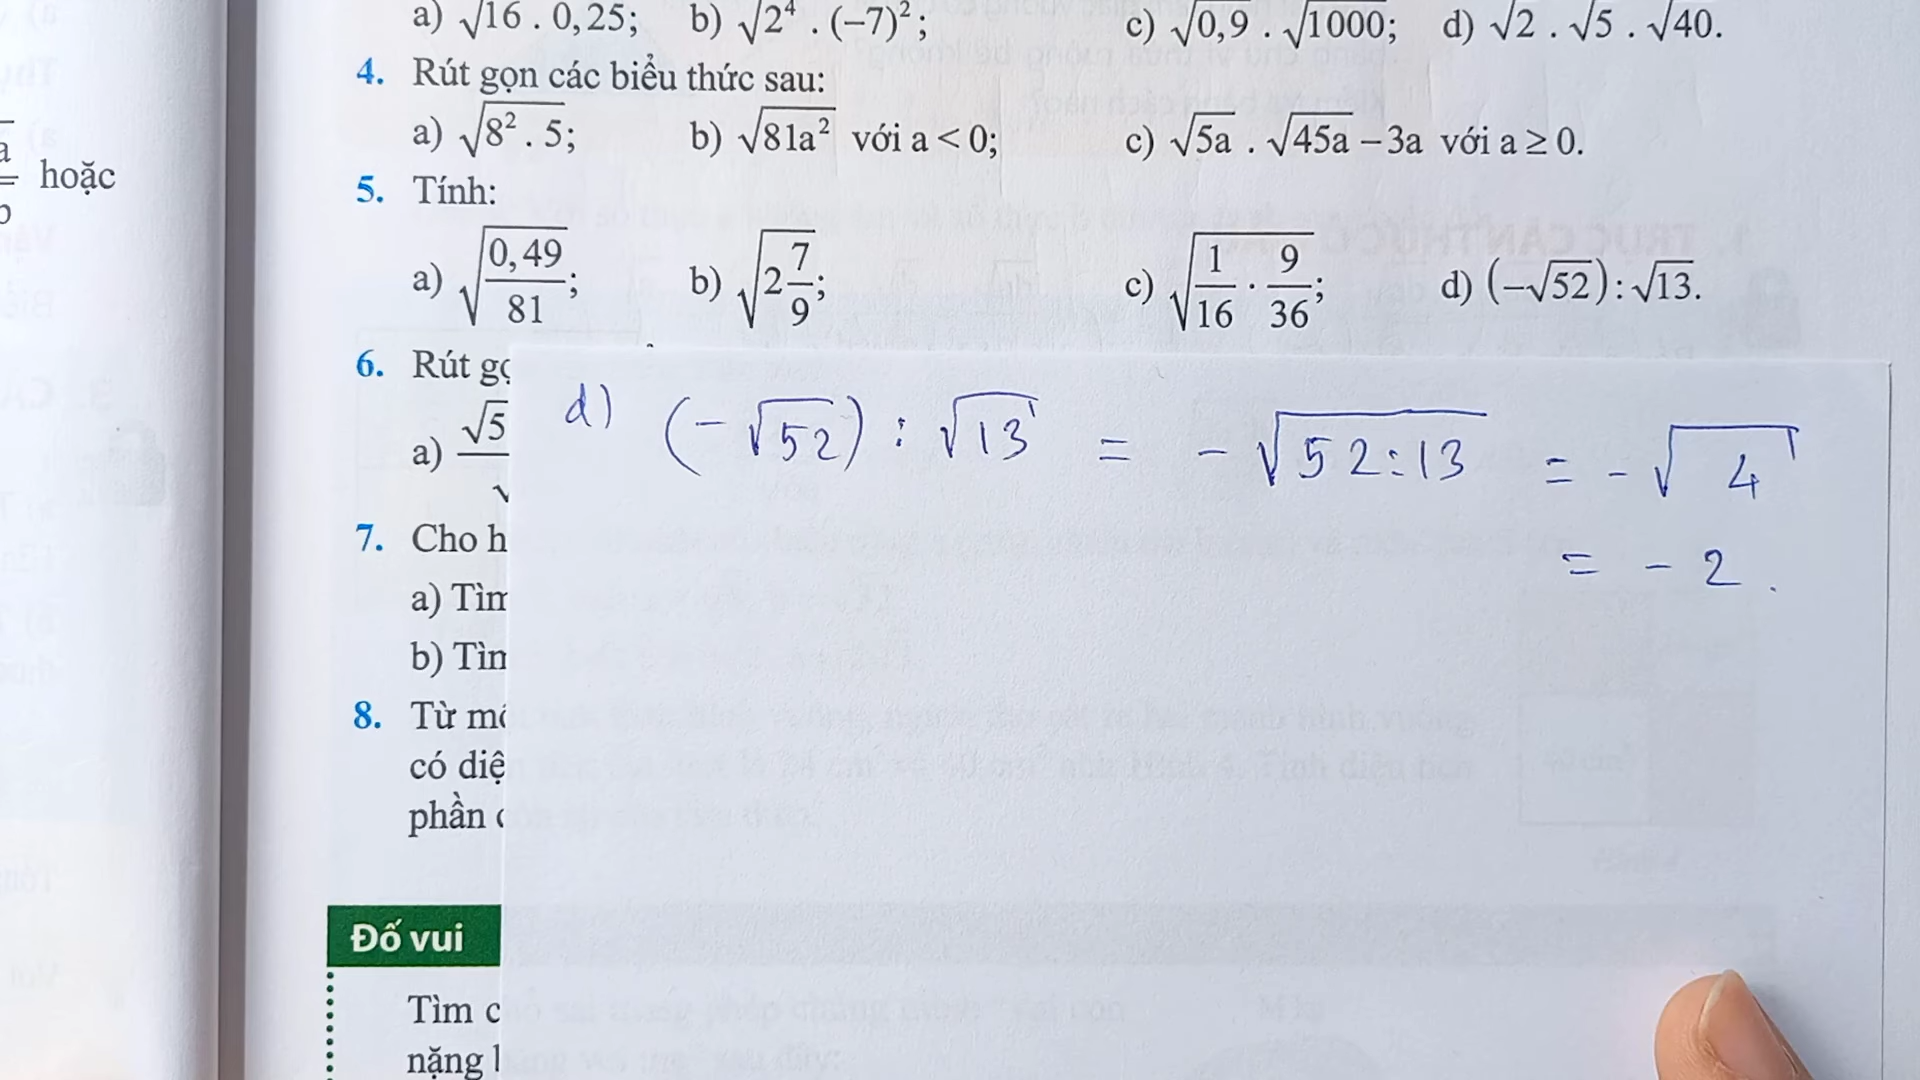 a) √16 . 0,25; b) √2⁴ . (−7)²; c) √0,9 . √1000; d) √2 . √5 . √40.
4. Rút gọn các biểu thức sau:
a) √8² . 5; b) √81a² với a < 0; c) √5a . √45a − 3a với a ≥ 0.
hoặc
5. Tính:
a) √(0,49/81); b) √(2 7/9); c) √(1/16 · 9/36); d) (−√52) : √13.
6. Rút gọ
a) √5
7. Cho h
a) Tìm
b) Tìm
8. Từ mộ
có diệ
phần c
d) (−√52) : √13 = −√52:13 = −√4
= −2.
Đố vui
Tìm c
nặng l